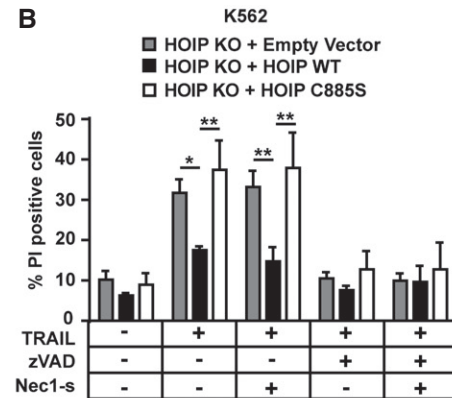 B
K562
HOIP KO + Empty Vector
HOIP KO + HOIP WT
HOIP KO + HOIP C885S
% PI positive cells
50
40
30
20
10
0
* ** ** **
TRAIL - + + + +
zVAD - - - + +
Nec1-s - - + - +